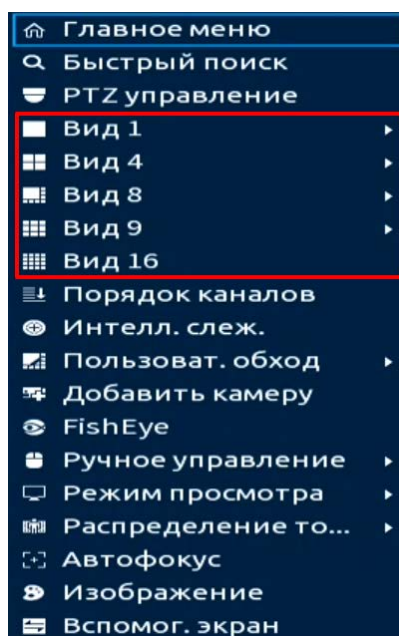 Главное меню
Быстрый поиск
PTZ управление
Вид 1
Вид 4
Вид 8
Вид 9
Вид 16
Порядок каналов
Интелл. слеж.
Пользоват. обход
Добавить камеру
FishEye
Ручное управление
Режим просмотра
Распределение то...
Автофокус
Изображение
Вспомог. экран